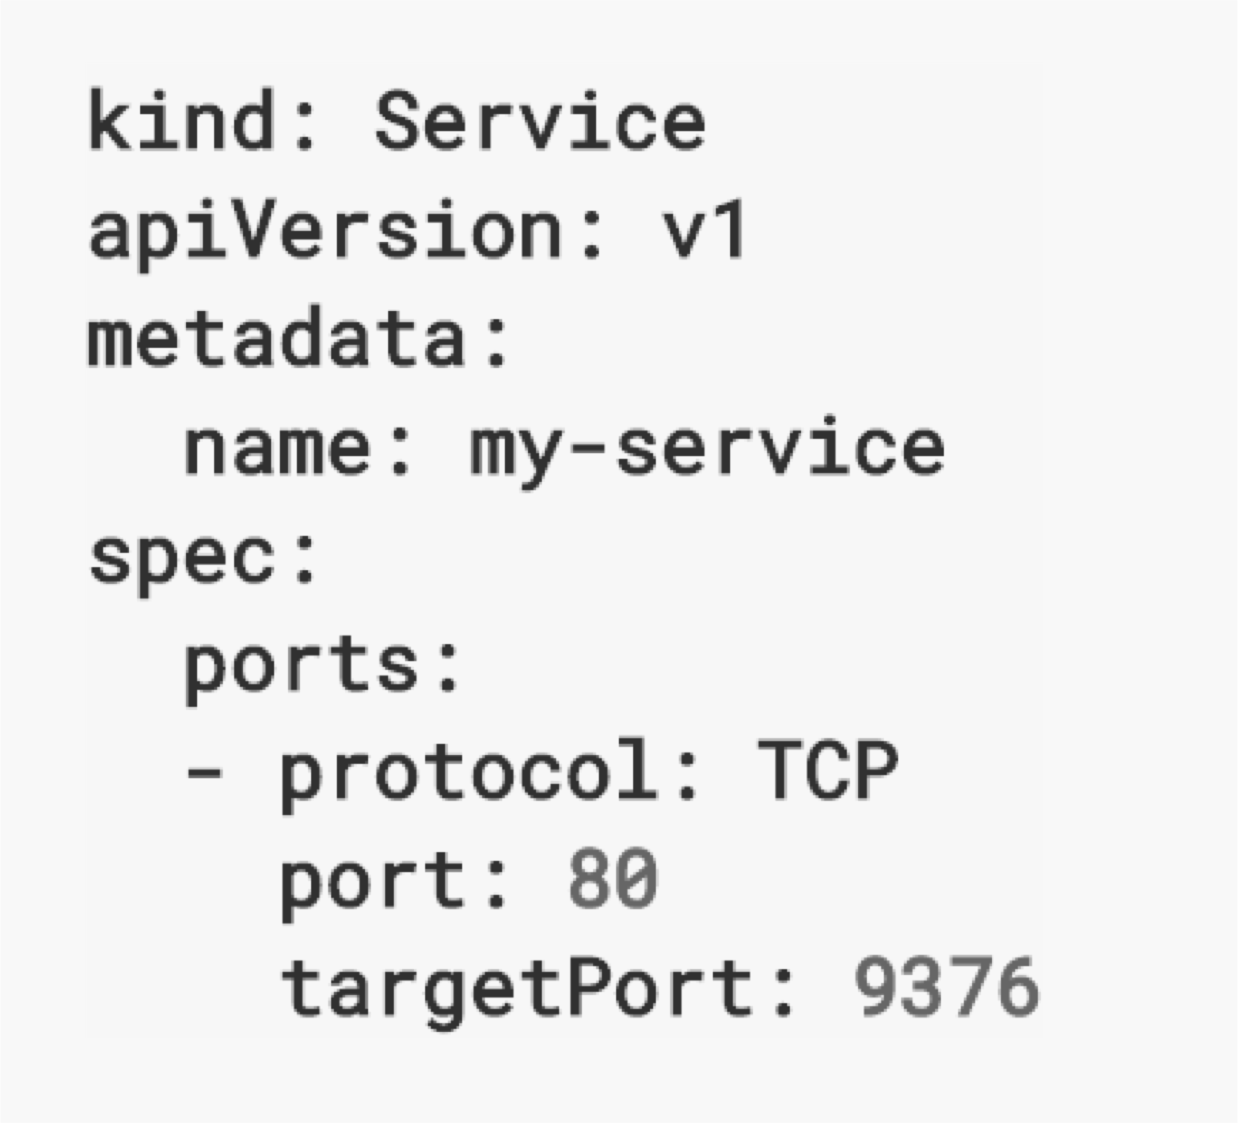 kind: Service
apiVersion: v1
metadata:
  name: my-service
spec:
  ports:
  - protocol: TCP
    port: 80
    targetPort: 9376